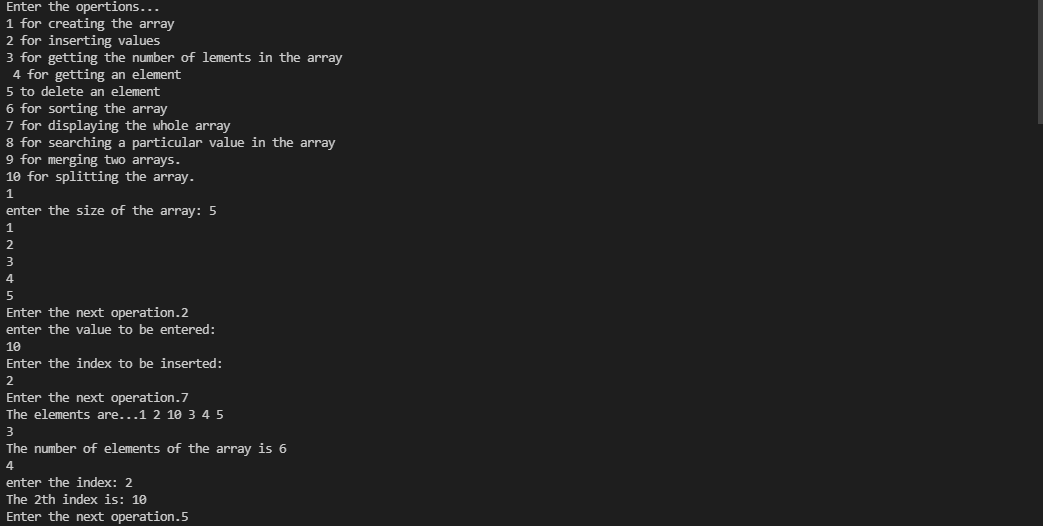 Enter the opertions...
1 for creating the array
2 for inserting values
3 for getting the number of lements in the array
 4 for getting an element
5 to delete an element
6 for sorting the array
7 for displaying the whole array
8 for searching a particular value in the array
9 for merging two arrays.
10 for splitting the array.
1
enter the size of the array: 5
1
2
3
4
5
Enter the next operation.2
enter the value to be entered:
10
Enter the index to be inserted:
2
Enter the next operation.7
The elements are...1 2 10 3 4 5
3
The number of elements of the array is 6
4
enter the index: 2
The 2th index is: 10
Enter the next operation.5